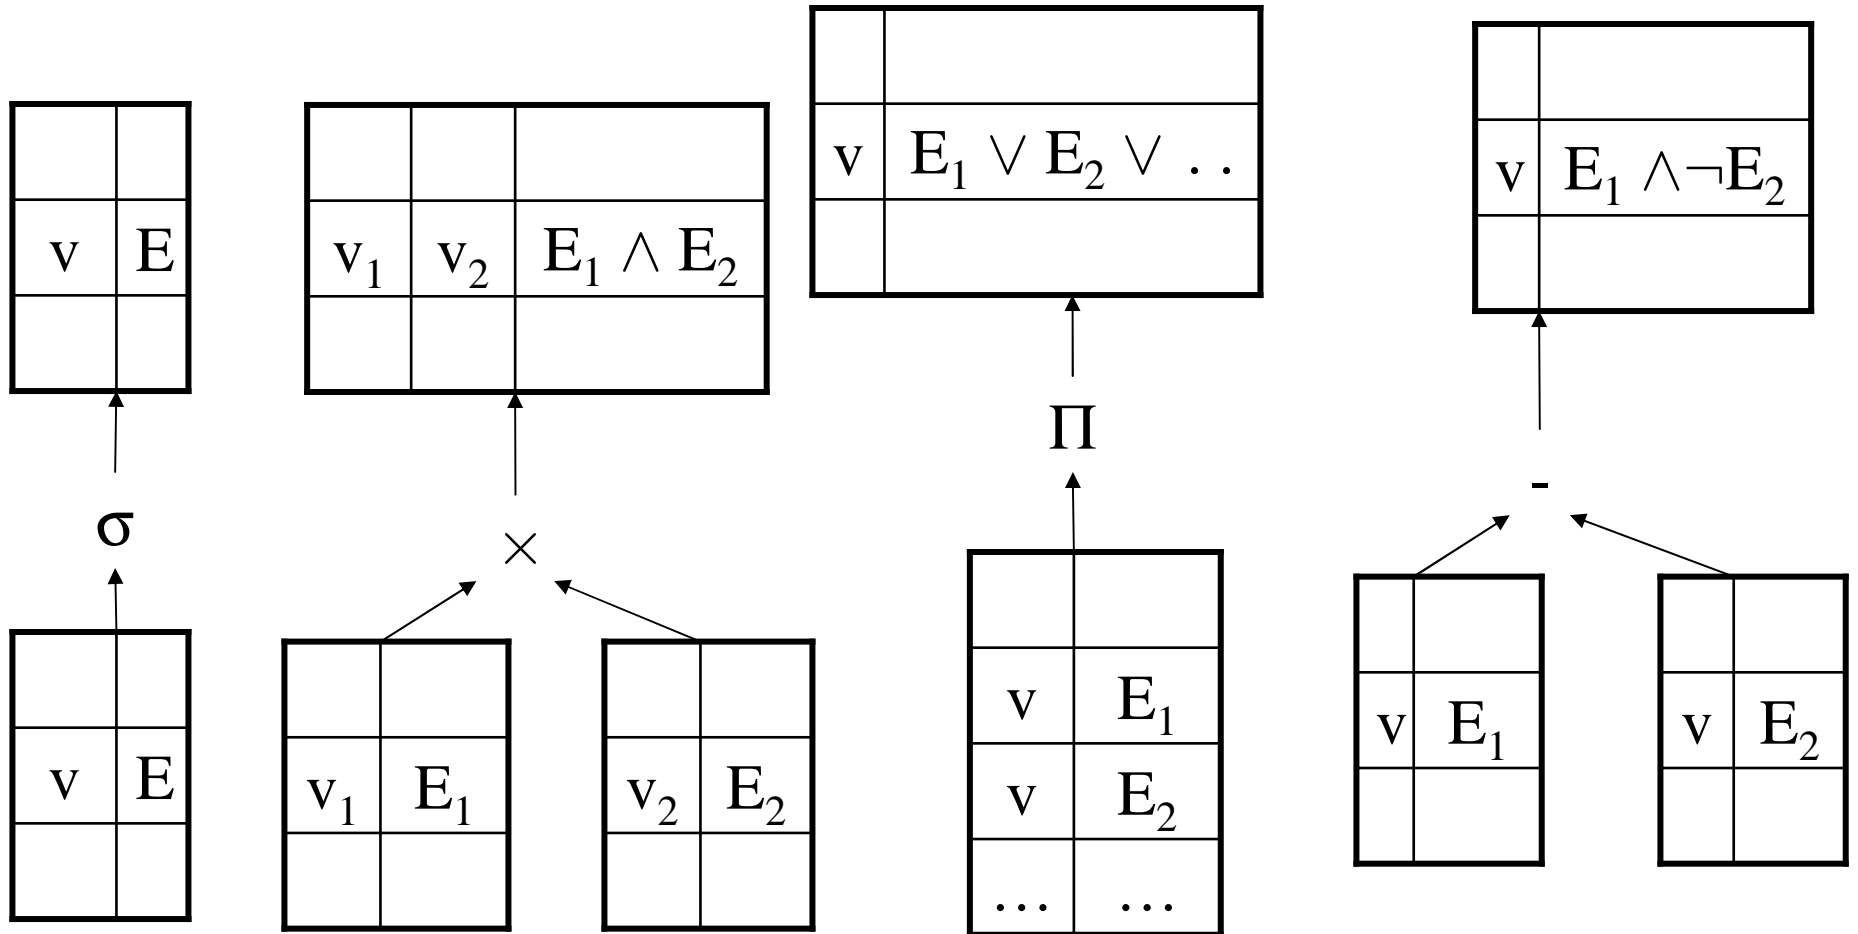 v E
σ
v E
v₁ v₂ E₁ ∧ E₂
×
v₁ E₁
v₂ E₂
v E₁ ∨ E₂ ∨ . .
Π
v E₁
v E₂
… …
v E₁ ∧¬E₂
-
v E₁
v E₂